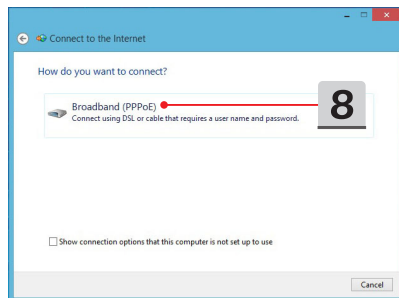 Connect to the Internet
How do you want to connect?
Broadband (PPPoE)
Connect using DSL or cable that requires a user name and password.
8
Show connection options that this computer is not set up to use
Cancel